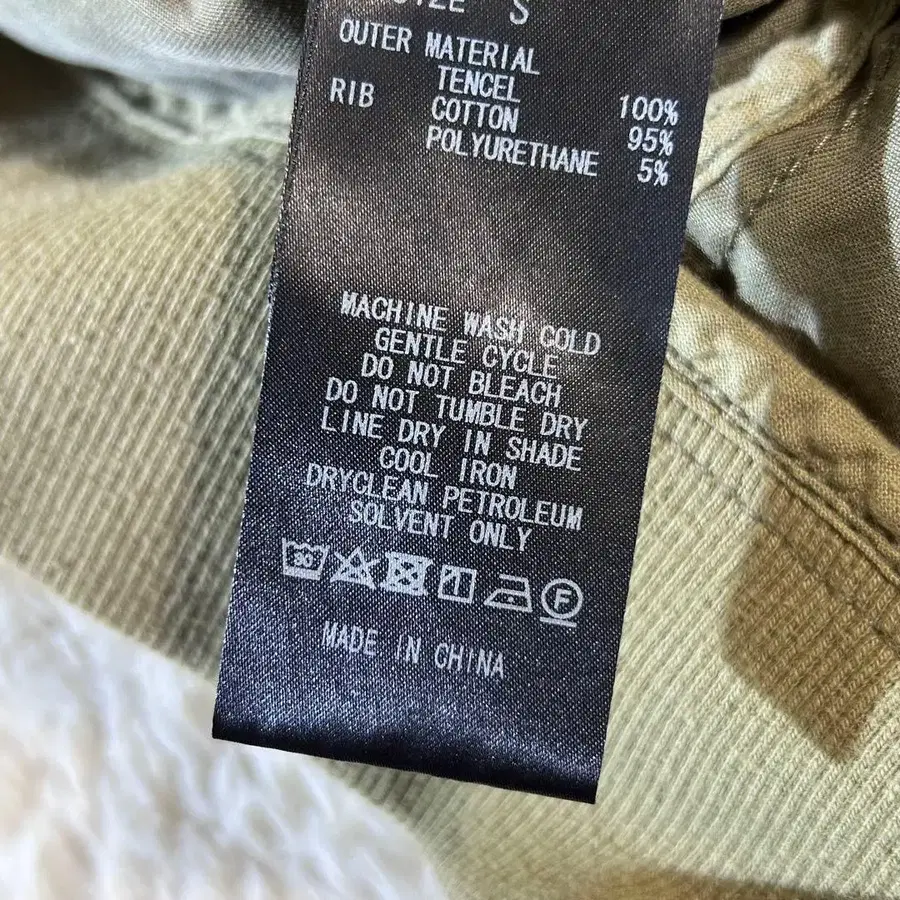 SIZE S
OUTER MATERIAL
TENCEL 100%
RIB COTTON 95%
POLYURETHANE 5%
MACHINE WASH COLD
GENTLE CYCLE
DO NOT BLEACH
DO NOT TUMBLE DRY
LINE DRY IN SHADE
COOL IRON
DRYCLEAN PETROLEUM
SOLVENT ONLY
30 F
MADE IN CHINA